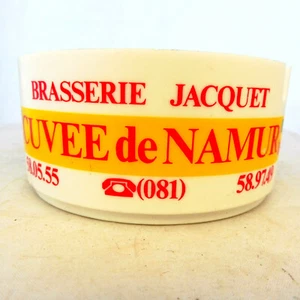 BRASSERIE JACQUET
CUVEE de NAMUR
☎(081)